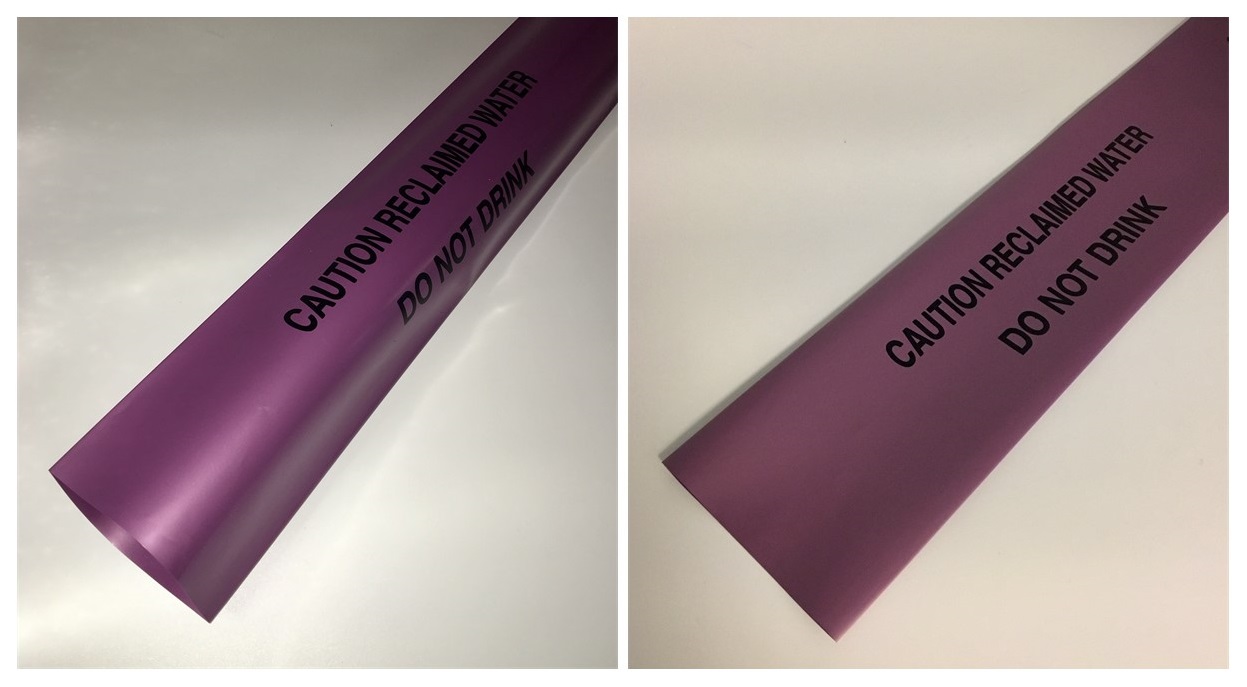 CAUTION RECLAIMED WATER
DO NOT DRINK
CAUTION RECLAIMED WATER
DO NOT DRINK